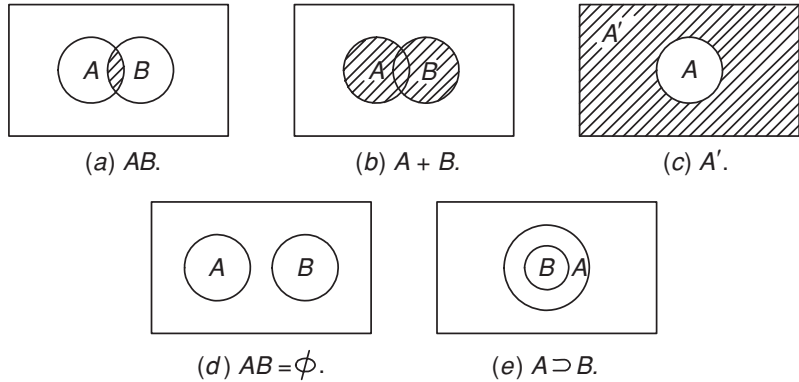 A B
A B
A′
A
(a) AB.
(b) A + B.
(c) A′.
A B
B A
(d) AB = ϕ.
(e) A ⊃ B.